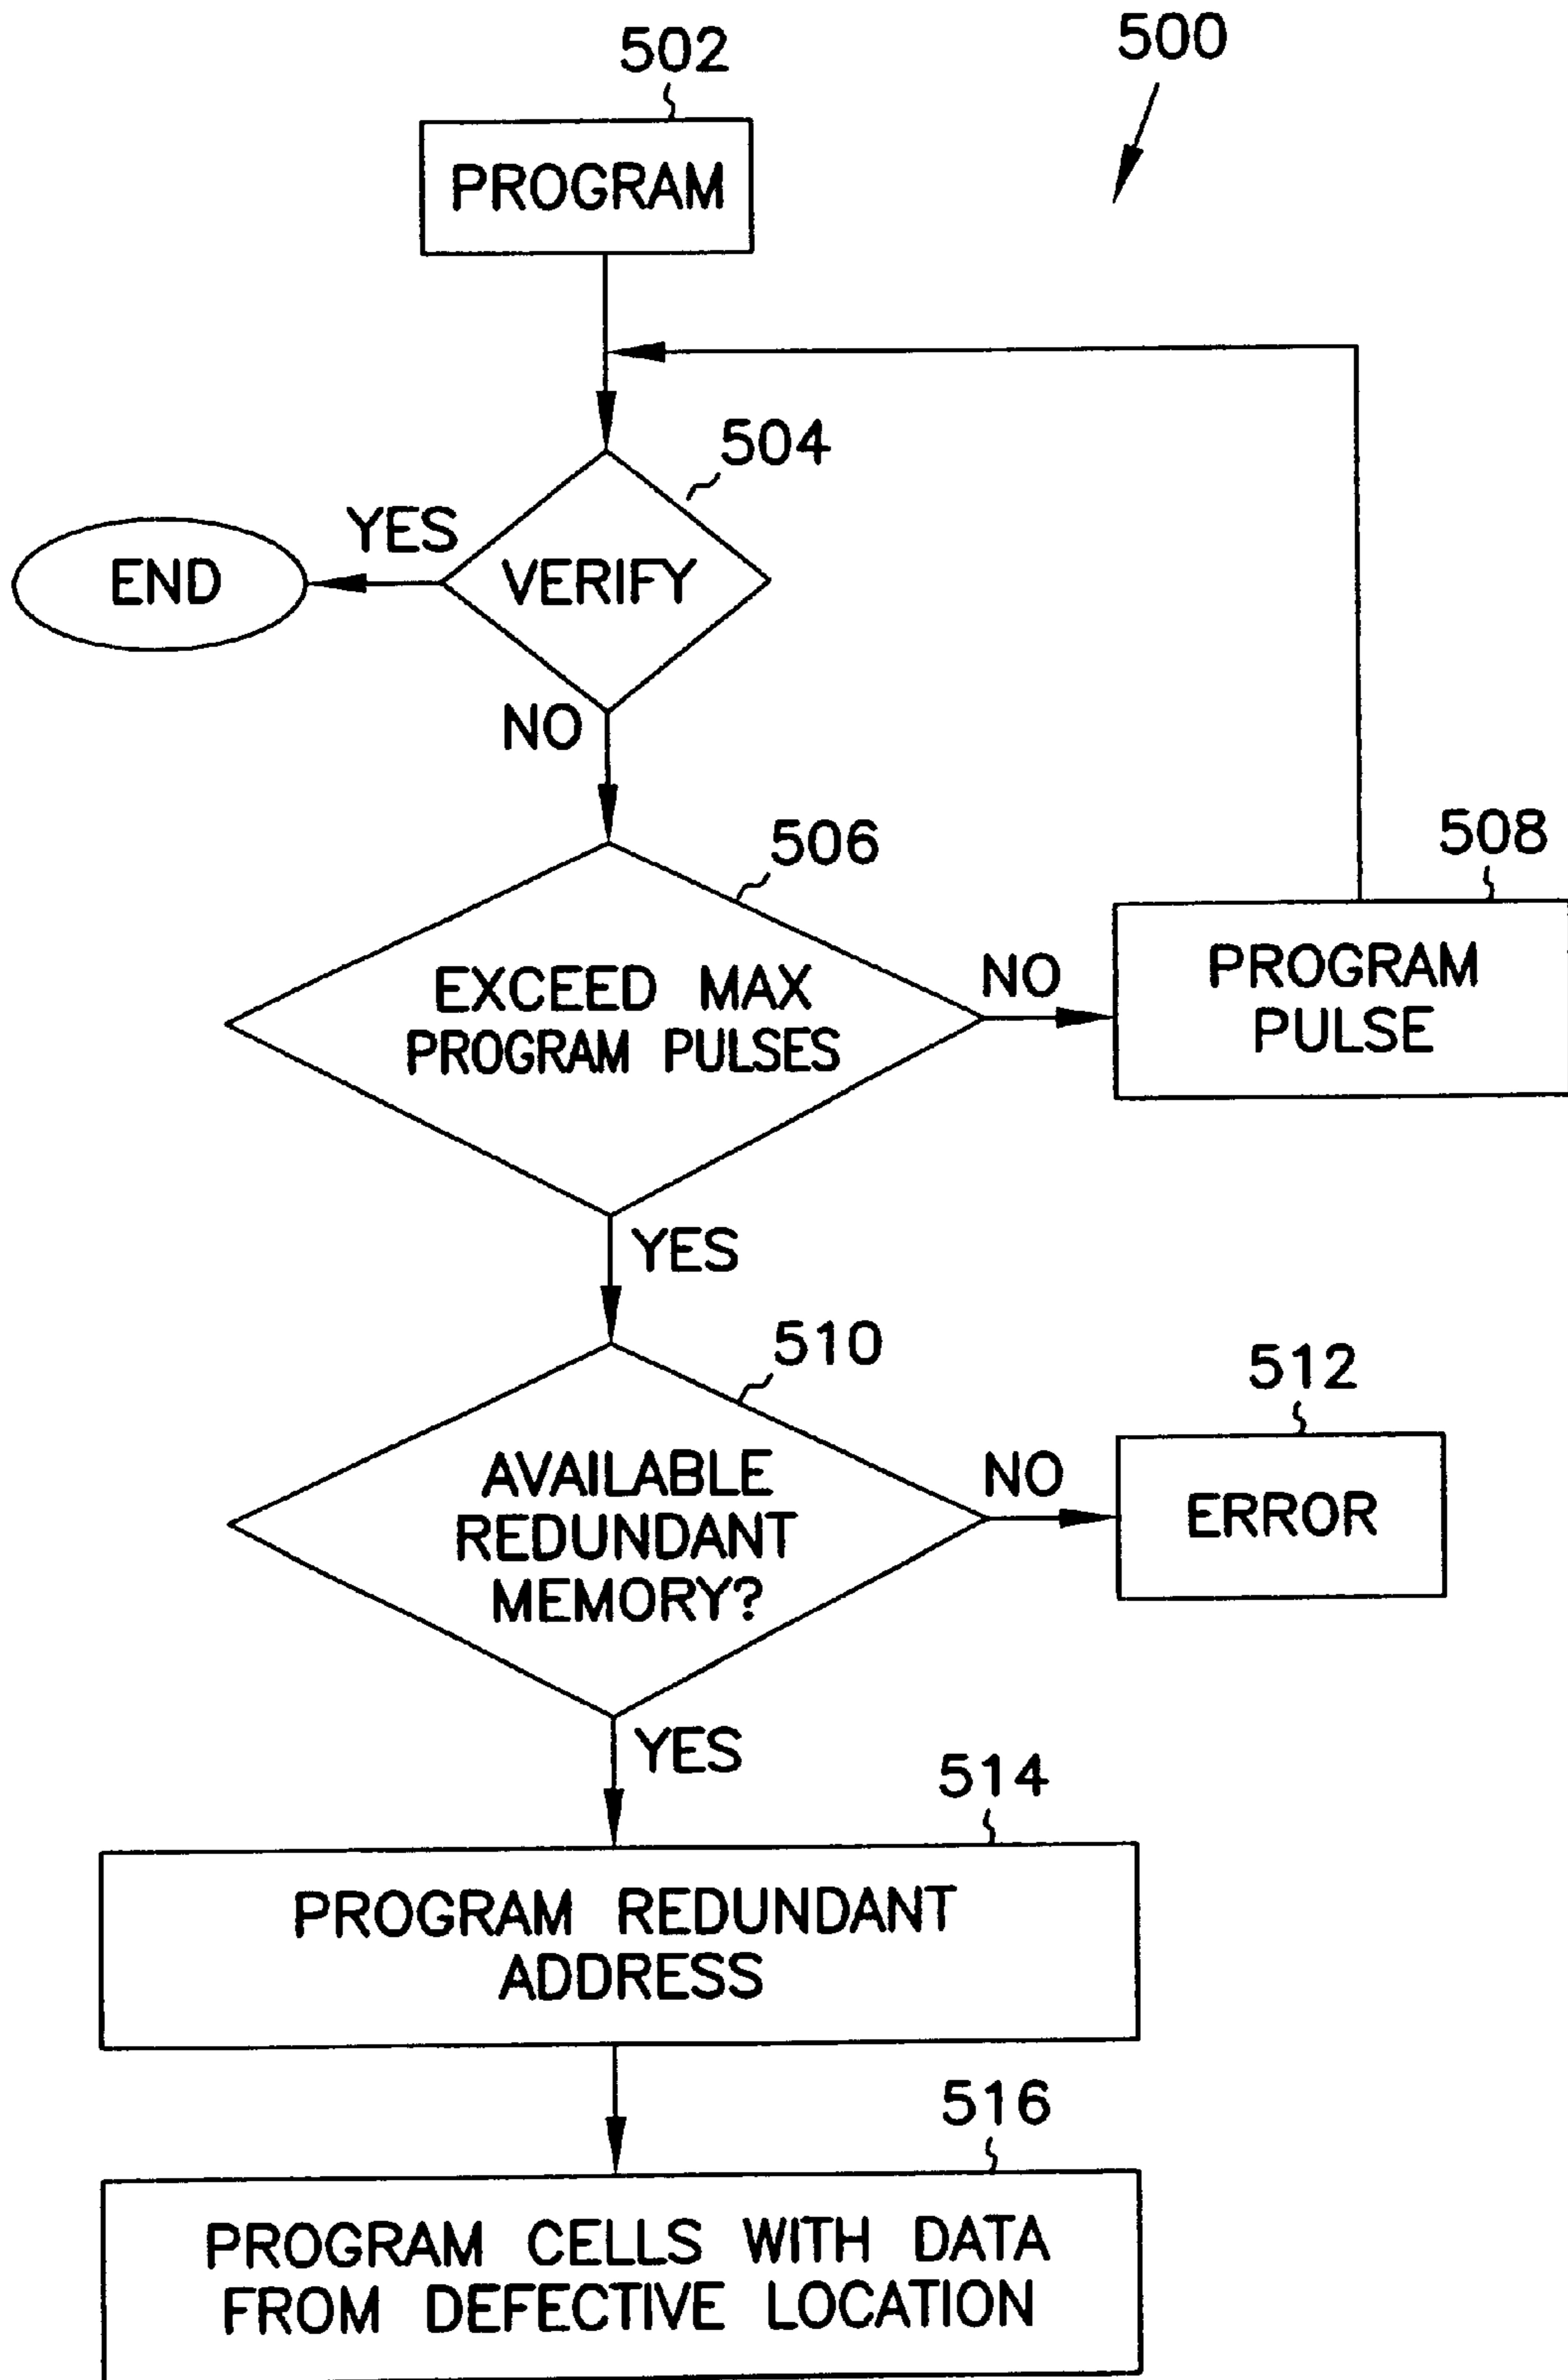 502
500
PROGRAM
504
YES
END
VERIFY
NO
506
508
EXCEED MAX
PROGRAM PULSES
NO
PROGRAM
PULSE
YES
510
512
AVAILABLE
REDUNDANT
MEMORY?
NO
ERROR
YES
514
PROGRAM REDUNDANT
ADDRESS
516
PROGRAM CELLS WITH DATA
FROM DEFECTIVE LOCATION